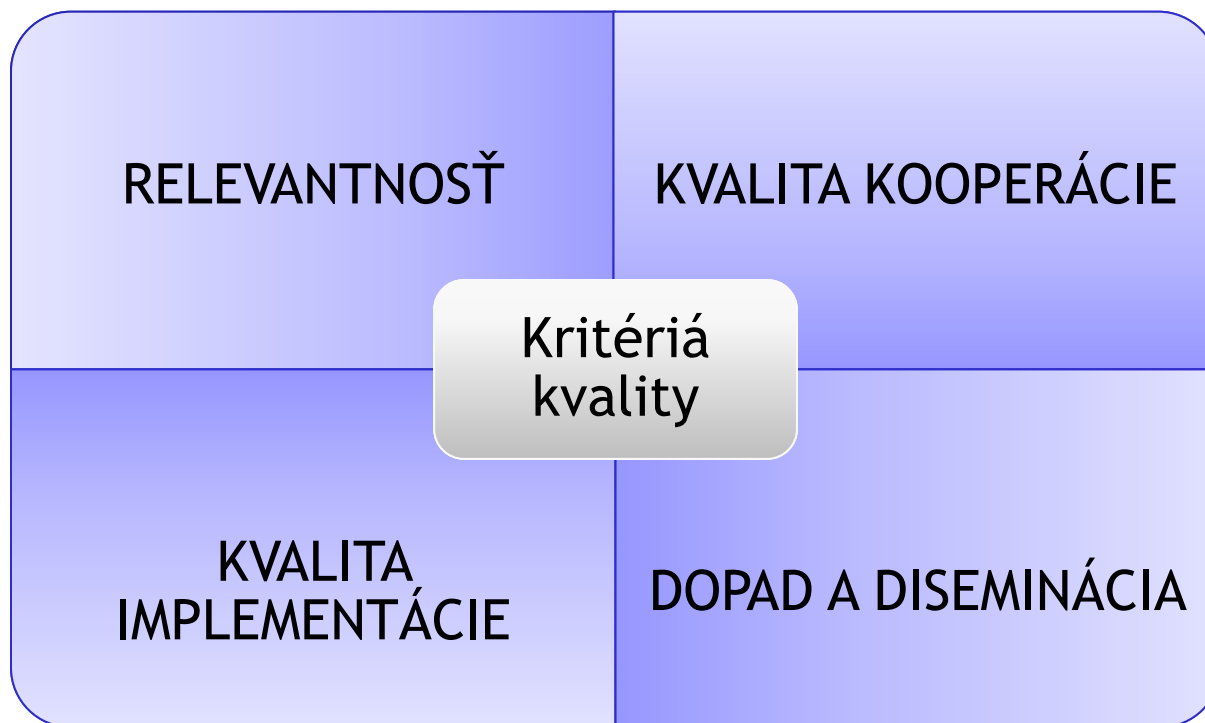 RELEVANTNOSŤ
KVALITA KOOPERÁCIE
Kritériá
kvality
KVALITA
IMPLEMENTÁCIE
DOPAD A DISEMINÁCIA